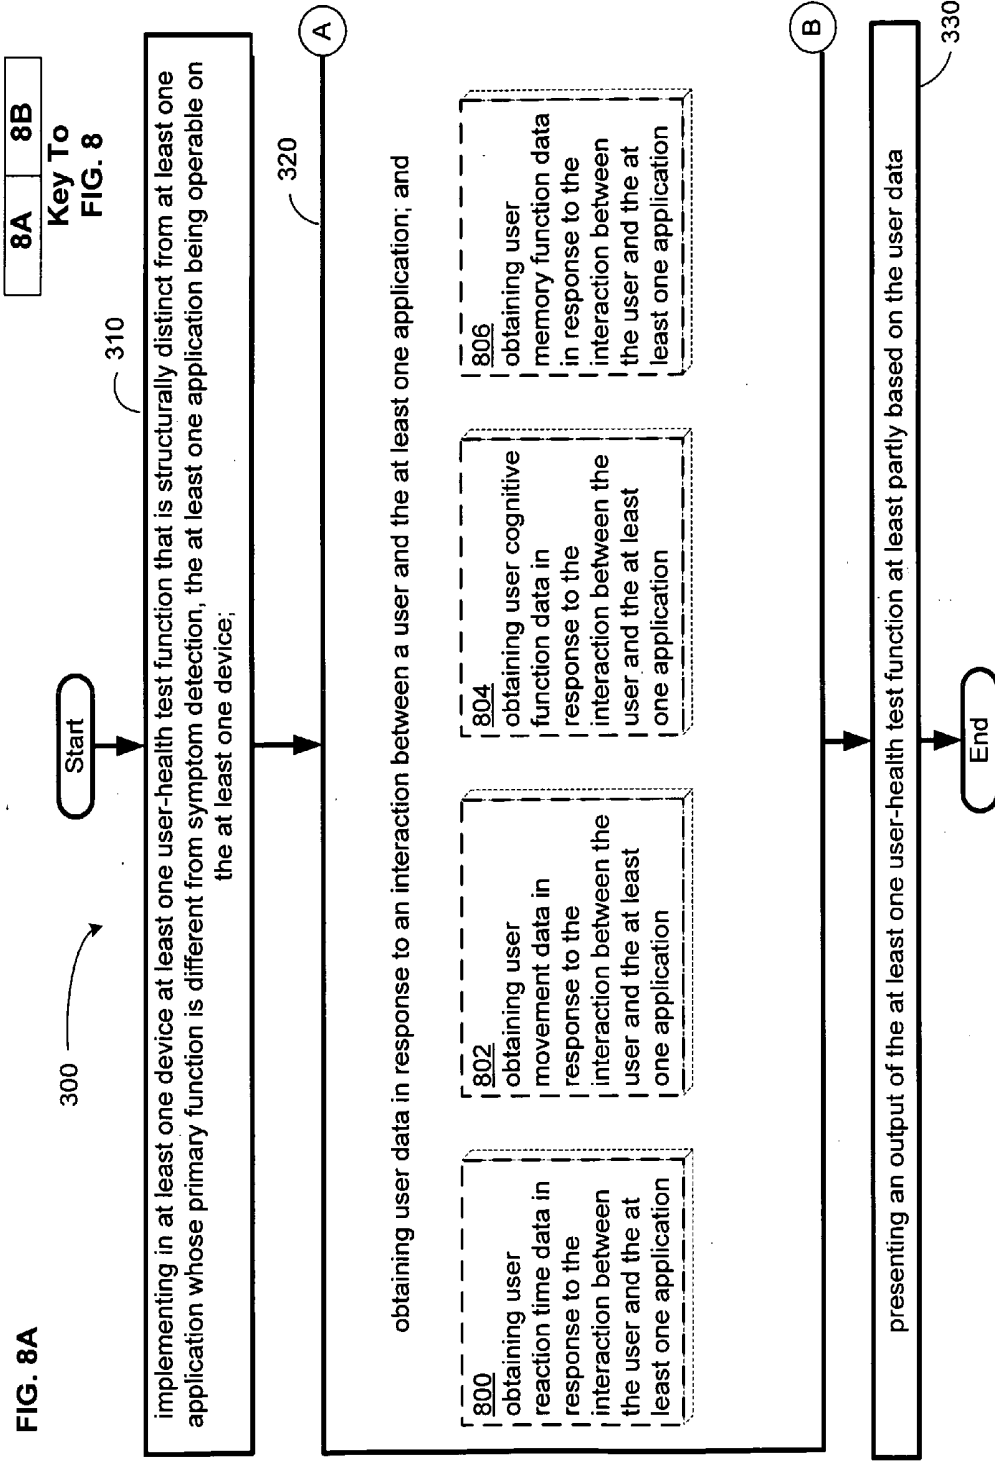 FIG. 8A
8A 8B
Key To
FIG. 8
300
Start
310
implementing in at least one device at least one user-health test function that is structurally distinct from at least one
application whose primary function is different from symptom detection, the at least one application being operable on
the at least one device;
320
A
obtaining user data in response to an interaction between a user and the at least one application; and
800
obtaining user
reaction time data in
response to the
interaction between
the user and the at
least one application
802
obtaining user
movement data in
response to the
interaction between the
user and the at least
one application
804
obtaining user cognitive
function data in
response to the
interaction between the
user and the at least
one application
806
obtaining user
memory function data
in response to the
interaction between
the user and the at
least one application
B
330
presenting an output of the at least one user-health test function at least partly based on the user data
End